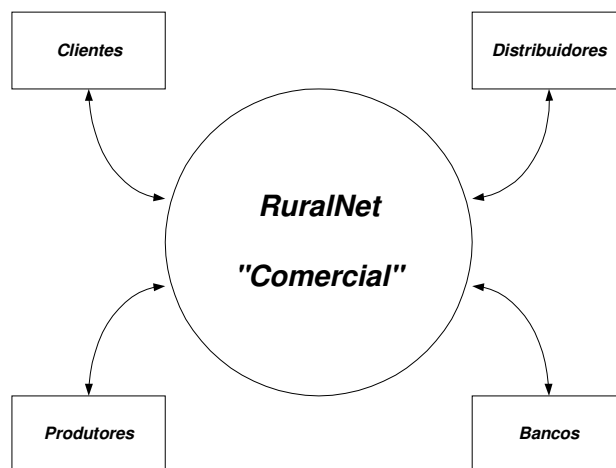 Clientes
Distribuidores
RuralNet
"Comercial"
Produtores
Bancos